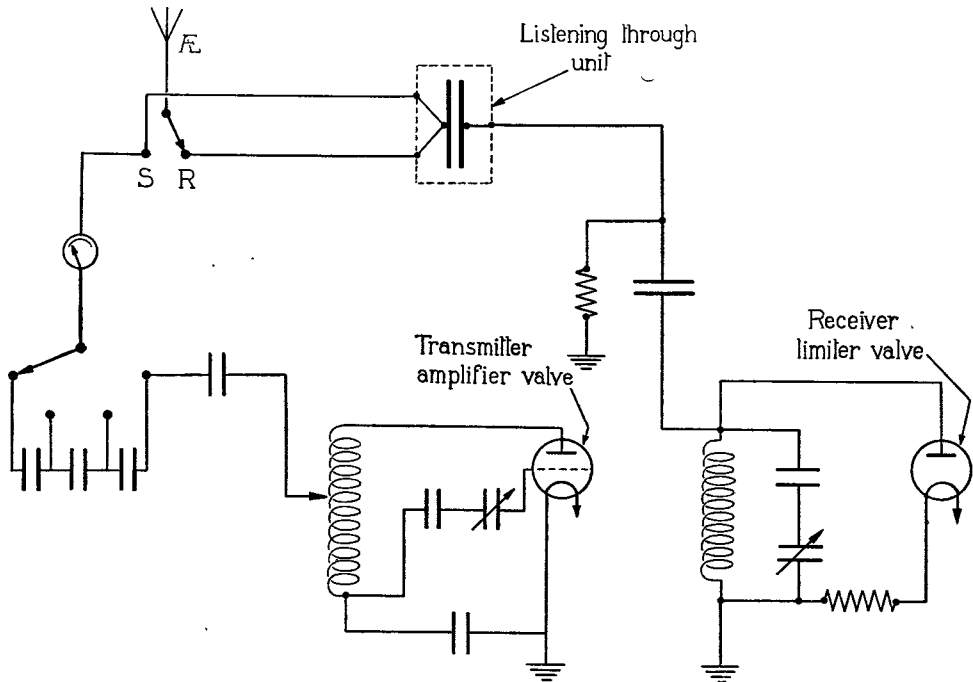 Æ
Listening through
unit
S R
Transmitter
amplifier valve
Receiver
limiter valve